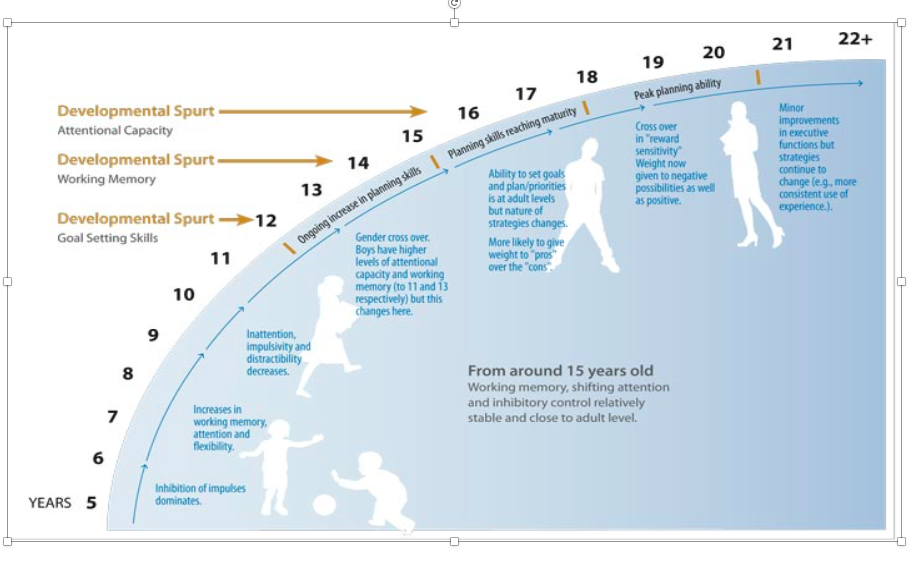 Developmental Spurt
Attentional Capacity
Developmental Spurt
Working Memory
Developmental Spurt
Goal Setting Skills
YEARS 5
6
7
8
9
10
11
12
13
14
15
16
17
18
19
20
21
22+
Ongoing increase in planning skills
Planning skills reaching maturity
Peak planning ability
Inhibition of impulses
dominates.
Increases in
working memory,
attention and
flexibility.
Inattention,
impulsivity and
distractibility
decreases.
Gender cross over.
Boys have higher
levels of attentional
capacity and working
memory (to 11 and 13
respectively) but this
changes here.
Ability to set goals
and plan/priorities
is at adult levels
but nature of
strategies changes.
More likely to give
weight to "pros"
over the "cons".
Cross over
in "reward
sensitivity"
Weight now
given to negative
possibilities as well
as positive.
Minor
improvements
in executive
functions but
strategies
continue to
change (e.g., more
consistent use of
experience.).
From around 15 years old
Working memory, shifting attention
and inhibitory control relatively
stable and close to adult level.